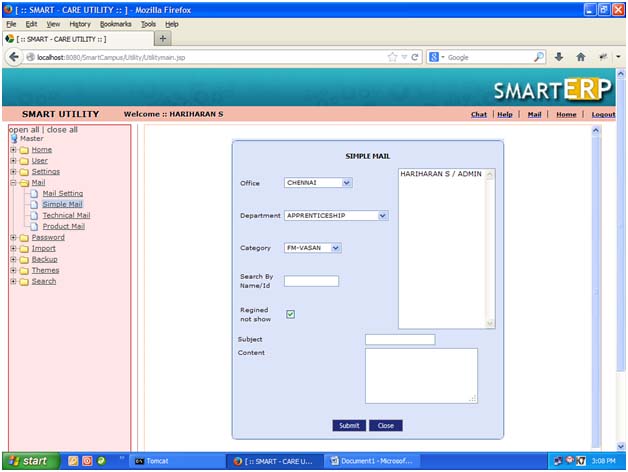 [ :: SMART - CARE UTILITY :: ] - Mozilla Firefox
File Edit View History Bookmarks Tools Help
[ :: SMART - CARE UTILITY :: ]
localhost:8080/SmartCampus/Utility/Utilitymain.jsp
Google
SMARTERP
SMART UTILITY Welcome :: HARIHARAN S Chat | Help | Mail | Home | Logout
open all | close all
Master
Home
User
Settings
Mail
Mail Setting
Simple Mail
Technical Mail
Product Mail
Password
Import
Backup
Themes
Search
SIMPLE MAIL
Office CHENNAI
HARIHARAN S / ADMIN
Department APPRENTICESHIP
Category FM-VASAN
Search By
Name/Id
Regined
not show
Subject
Content
Submit Close
start Tomcat [ :: SMART - CARE U... Document1 - Microsof... 3:08 PM